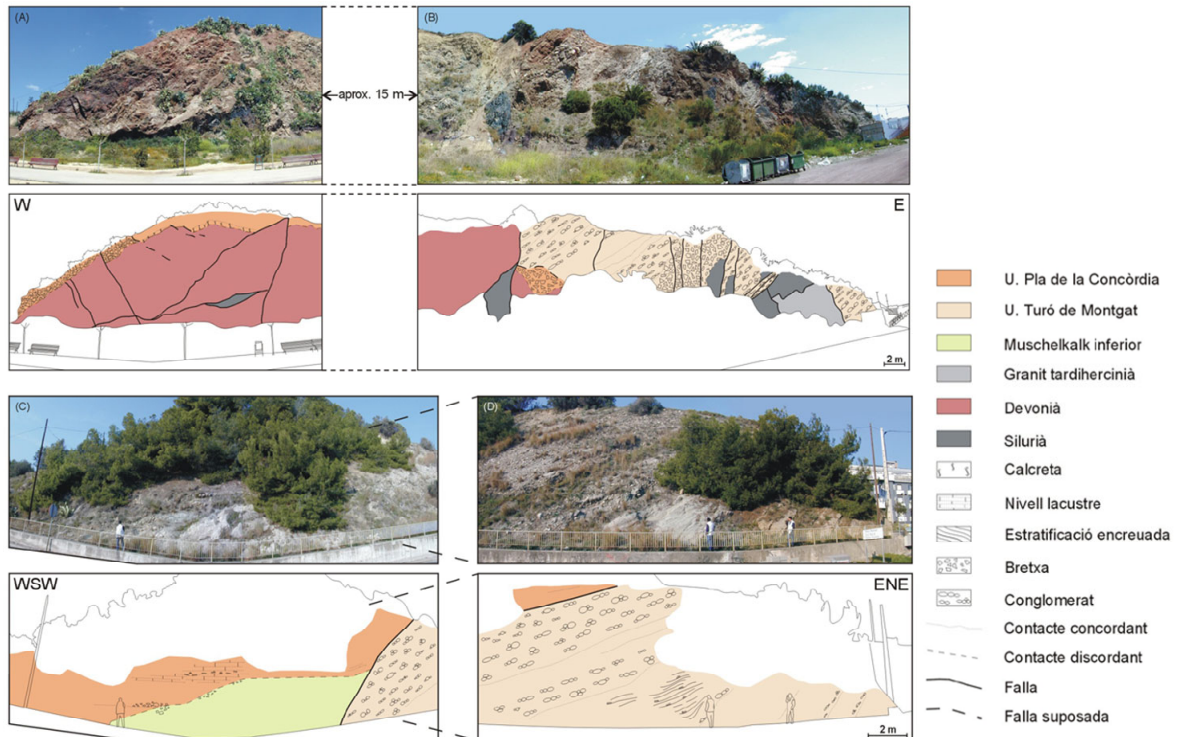 (A)
aprox. 15 m
(B)
W
E
2 m
U. Pla de la Concòrdia
U. Turó de Montgat
Muschelkalk inferior
Granit tardihercinià
Devonià
Silurià
Calcreta
Nivell lacustre
Estratificació encreuada
Bretxa
Conglomerat
Contacte concordant
Contacte discordant
Falla
Falla suposada
(C)
(D)
WSW
ENE
2 m